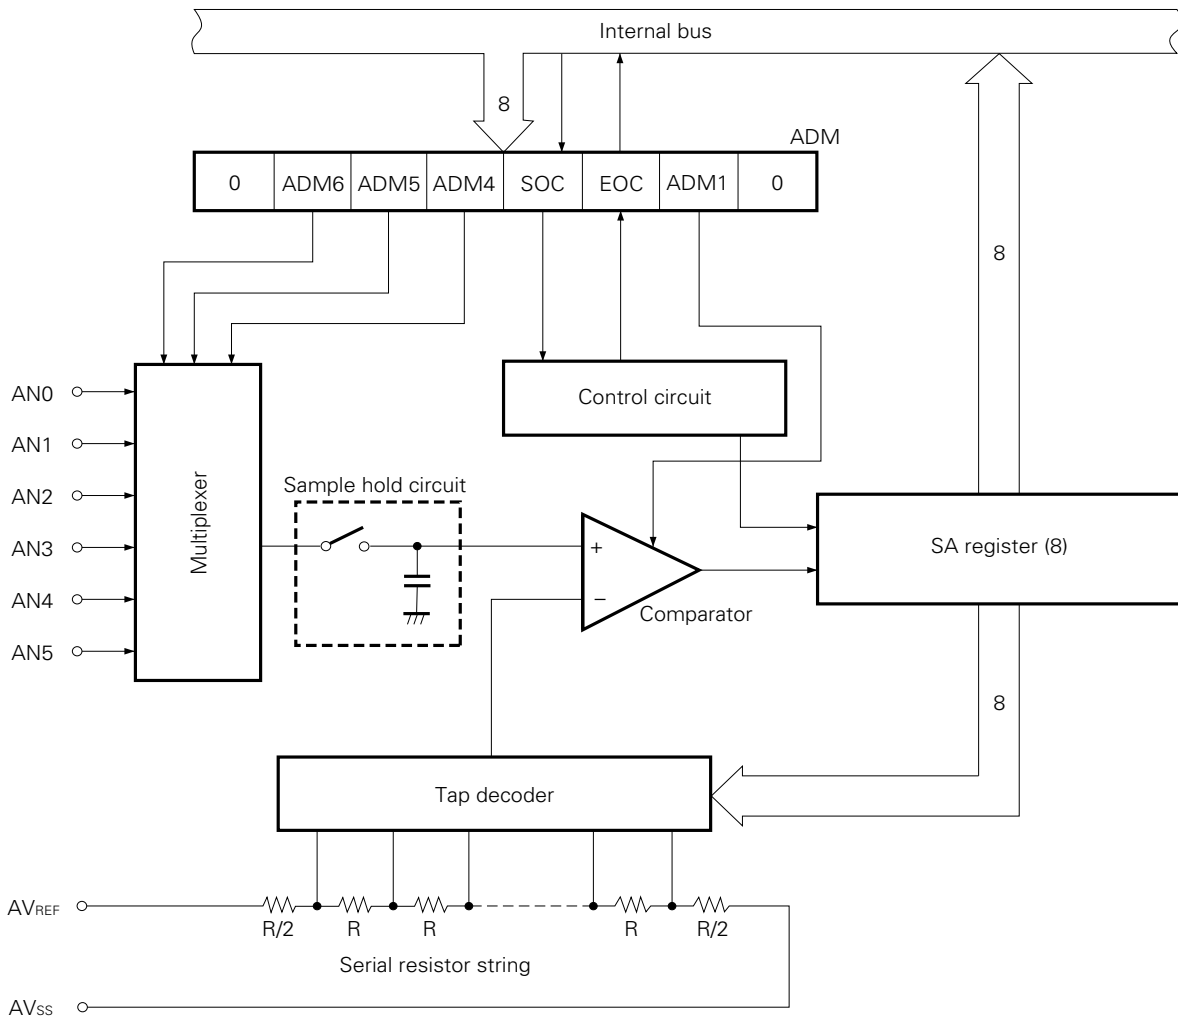 Internal bus
8
ADM
0 ADM6 ADM5 ADM4 SOC EOC ADM1 0
8
Control circuit
AN0
AN1
AN2
AN3
AN4
AN5
Multiplexer
Sample hold circuit
+
−
Comparator
SA register (8)
8
Tap decoder
AVREF
R/2 R R R R/2
Serial resistor string
AVSS